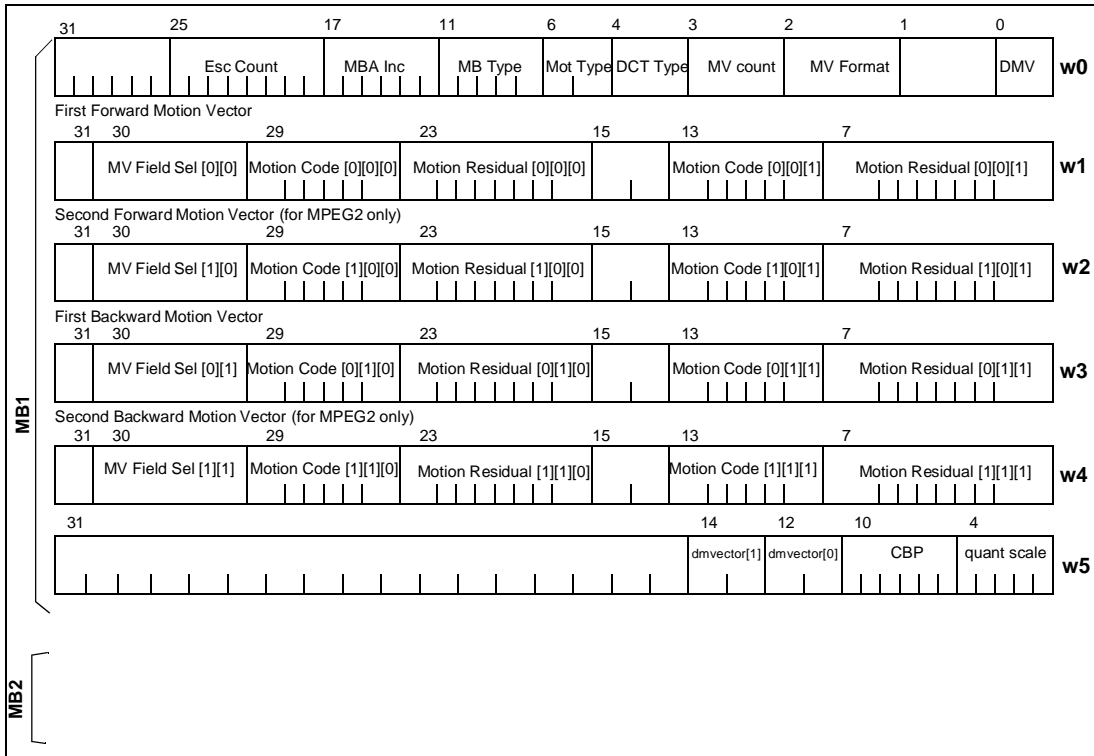 31 25 17 11 6 4 3 2 1 0
Esc Count MBA Inc MB Type Mot Type DCT Type MV count MV Format DMV w0
First Forward Motion Vector
31 30 29 23 15 13 7
MV Field Sel [0][0] Motion Code [0][0][0] Motion Residual [0][0][0] Motion Code [0][0][1] Motion Residual [0][0][1] w1
Second Forward Motion Vector (for MPEG2 only)
31 30 29 23 15 13 7
MV Field Sel [1][0] Motion Code [1][0][0] Motion Residual [1][0][0] Motion Code [1][0][1] Motion Residual [1][0][1] w2
First Backward Motion Vector
31 30 29 23 15 13 7
MV Field Sel [0][1] Motion Code [0][1][0] Motion Residual [0][1][0] Motion Code [0][1][1] Motion Residual [0][1][1] w3
Second Backward Motion Vector (for MPEG2 only)
31 30 29 23 15 13 7
MV Field Sel [1][1] Motion Code [1][1][0] Motion Residual [1][1][0] Motion Code [1][1][1] Motion Residual [1][1][1] w4
31 14 12 10 4
dmvector[1] dmvector[0] CBP quant scale w5
MB1
MB2